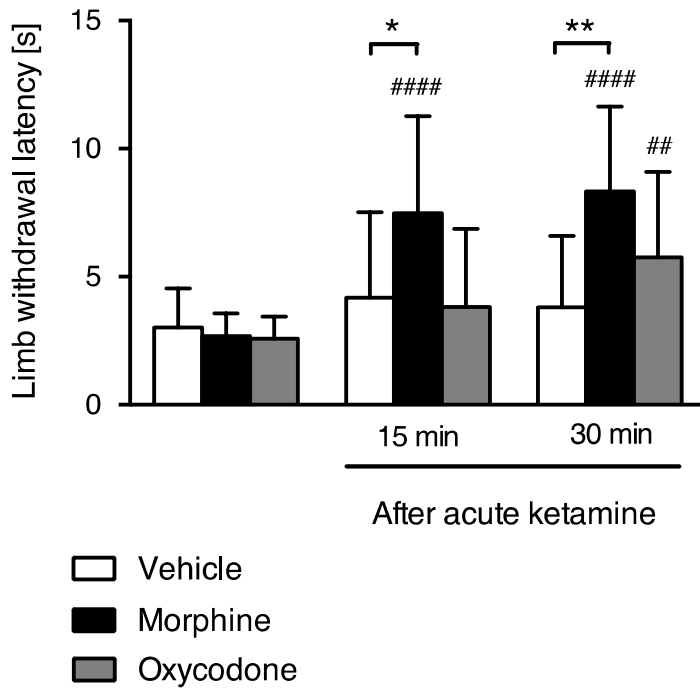 Limb withdrawal latency [s]
15
10
5
0
*
####
**
####
##
15 min
30 min
After acute ketamine
Vehicle
Morphine
Oxycodone